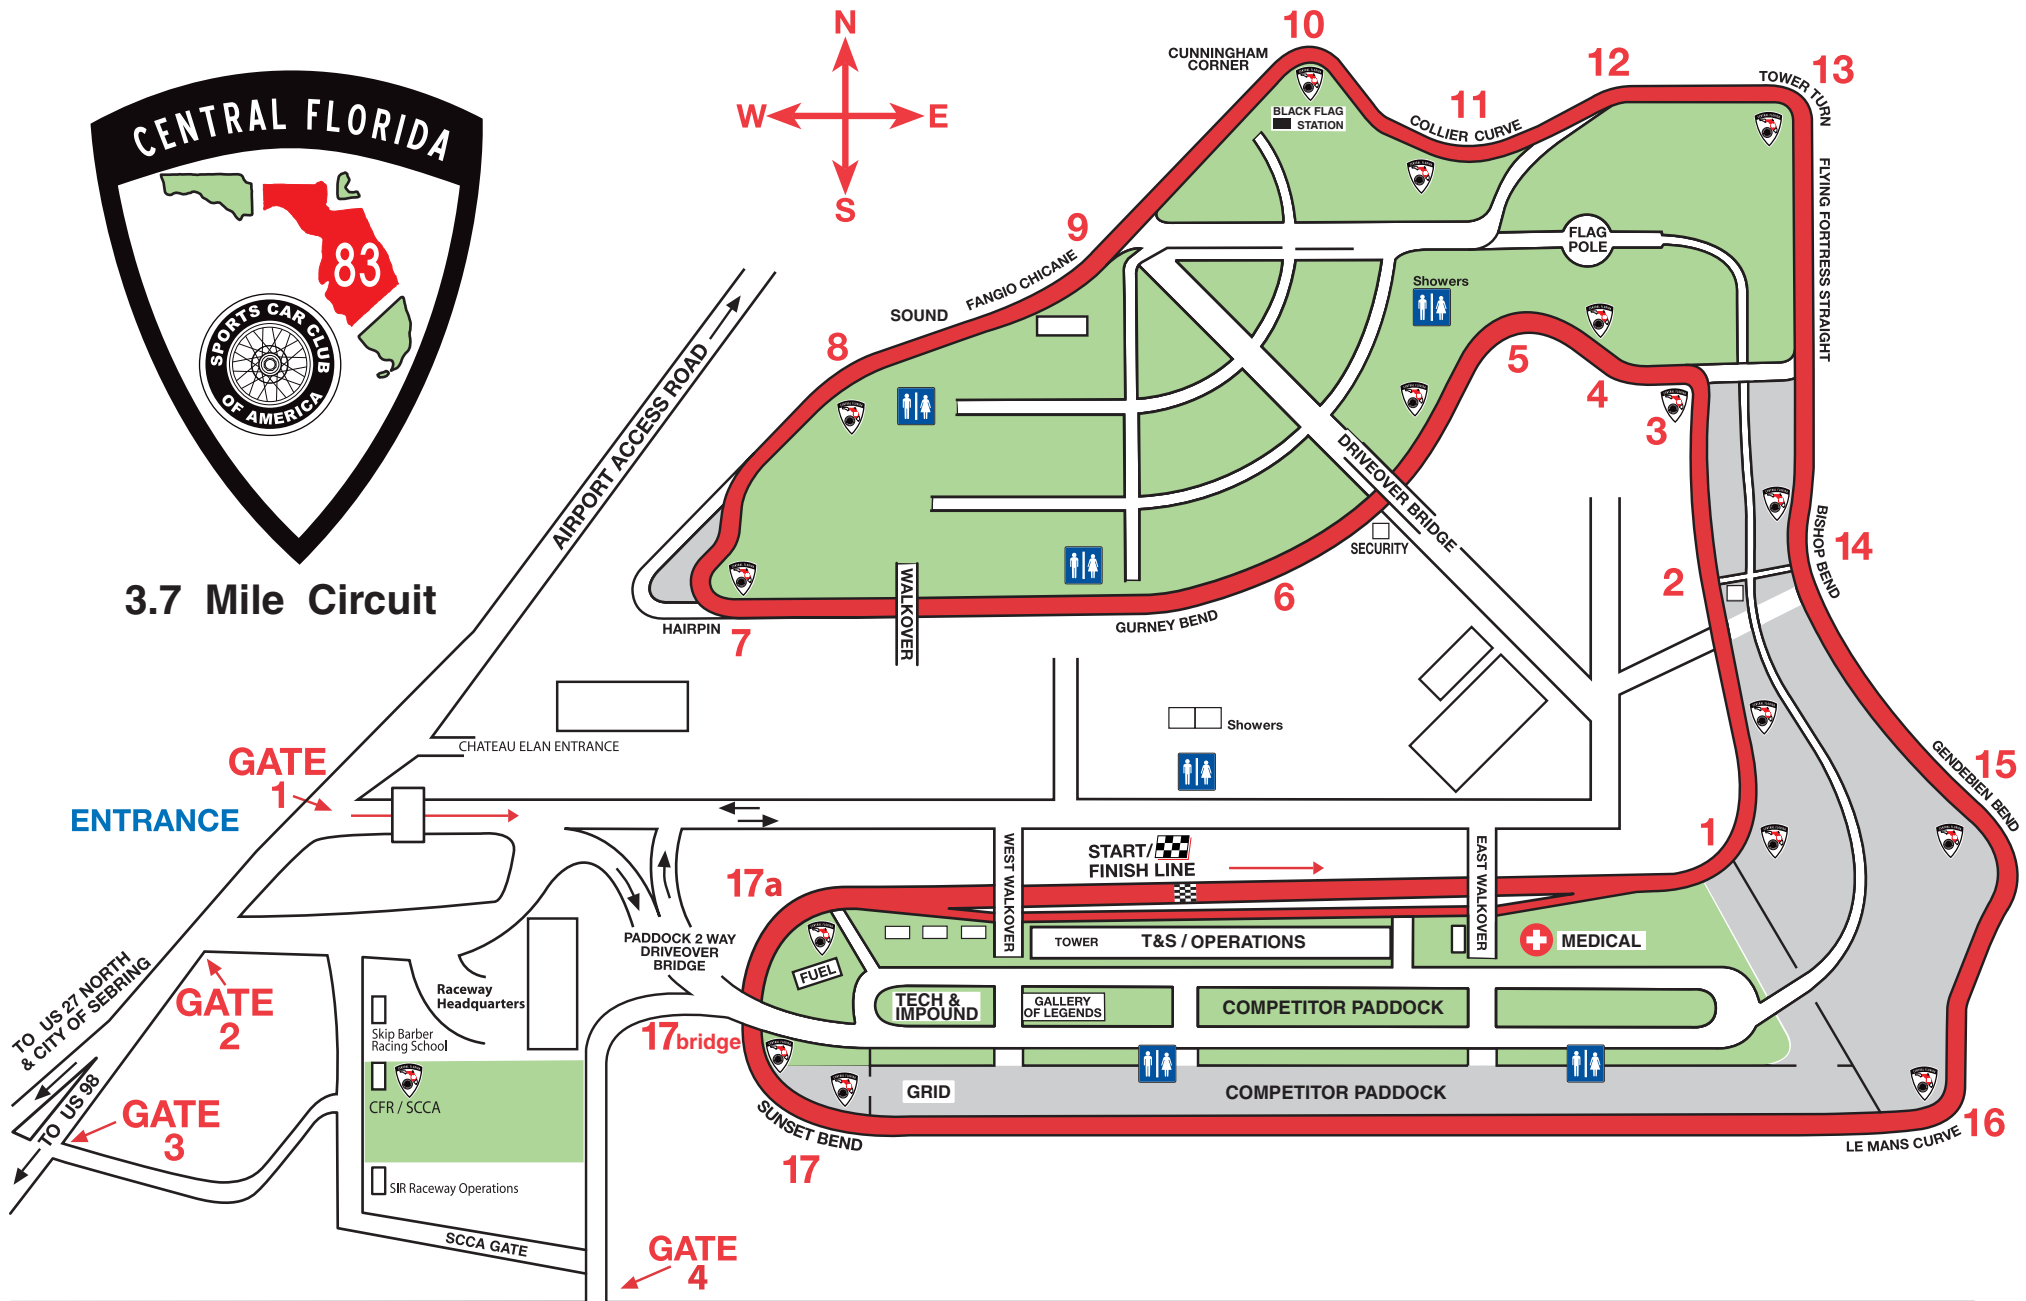 CENTRAL FLORIDA
83
SPORTS CAR CLUB
OF AMERICA
3.7 Mile Circuit
N
W
E
S
10
CUNNINGHAM
CORNER
BLACK FLAG
STATION
11
COLLIER CURVE
12
TOWER TURN
13
FLYING FORTRESS STRAIGHT
9
FANGIO CHICANE
SOUND
8
FLAG
POLE
Showers
5
4
3
AIRPORT ACCESS ROAD
DRIVEOVER BRIDGE
SECURITY
BISHOP BEND
14
2
6
GURNEY BEND
WALKOVER
HAIRPIN
7
CHATEAU ELAN ENTRANCE
Showers
GATE
1
ENTRANCE
GENDEBIEN BEND
15
1
START/
FINISH LINE
WEST WALKOVER
EAST WALKOVER
17a
TOWER
T&S / OPERATIONS
MEDICAL
PADDOCK 2 WAY
DRIVEOVER
BRIDGE
FUEL
TECH &
IMPOUND
GALLERY
OF LEGENDS
COMPETITOR PADDOCK
17bridge
TO US 27 NORTH
& CITY OF SEBRING
GATE
2
Raceway
Headquarters
Skip Barber
Racing School
CFR / SCCA
TO US 98
GATE
3
GRID
COMPETITOR PADDOCK
SUNSET BEND
17
LE MANS CURVE
16
SIR Raceway Operations
SCCA GATE
GATE
4